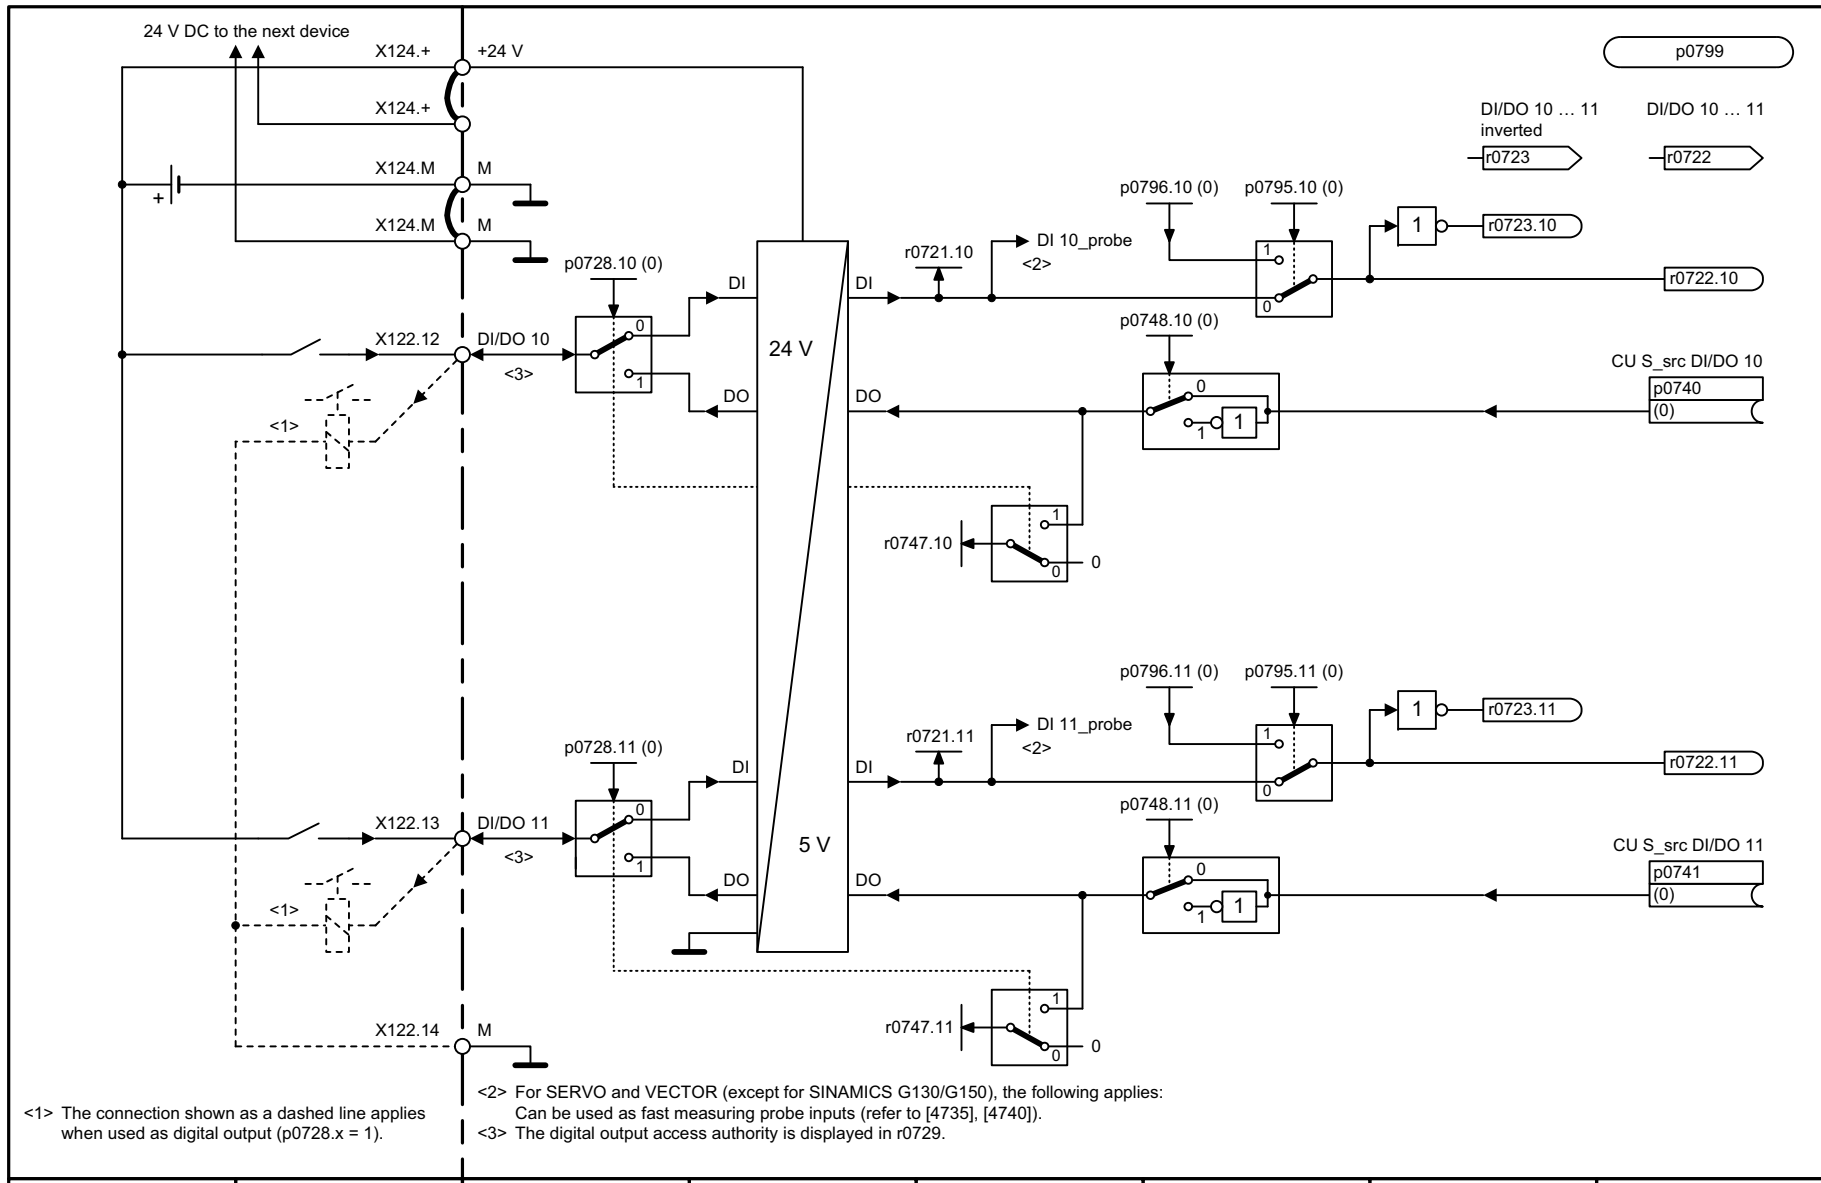 24 V DC to the next device
X124.+
+24 V
p0799
X124.+
DI/DO 10 … 11
inverted
DI/DO 10 … 11
r0723
r0722
X124.M
M
+
p0796.10 (0)
p0795.10 (0)
X124.M
M
1
r0723.10
DI 10_probe
<2>
r0721.10
1
0
r0722.10
p0728.10 (0)
DI
DI
p0748.10 (0)
X122.12
DI/DO 10
<3>
0
1
24 V
CU S_src DI/DO 10
p0740
(0)
DO
DO
0
1
1
<1>
r0747.10
1
0
0
p0796.11 (0)
p0795.11 (0)
1
r0723.11
DI 11_probe
<2>
r0721.11
1
0
r0722.11
p0728.11 (0)
DI
DI
p0748.11 (0)
X122.13
DI/DO 11
<3>
0
1
5 V
CU S_src DI/DO 11
p0741
(0)
DO
DO
0
1
1
<1>
r0747.11
1
0
0
X122.14
M
<1> The connection shown as a dashed line applies
when used as digital output (p0728.x = 1).
<2> For SERVO and VECTOR (except for SINAMICS G130/G150), the following applies:
Can be used as fast measuring probe inputs (refer to [4735], [4740]).
<3> The digital output access authority is displayed in r0729.